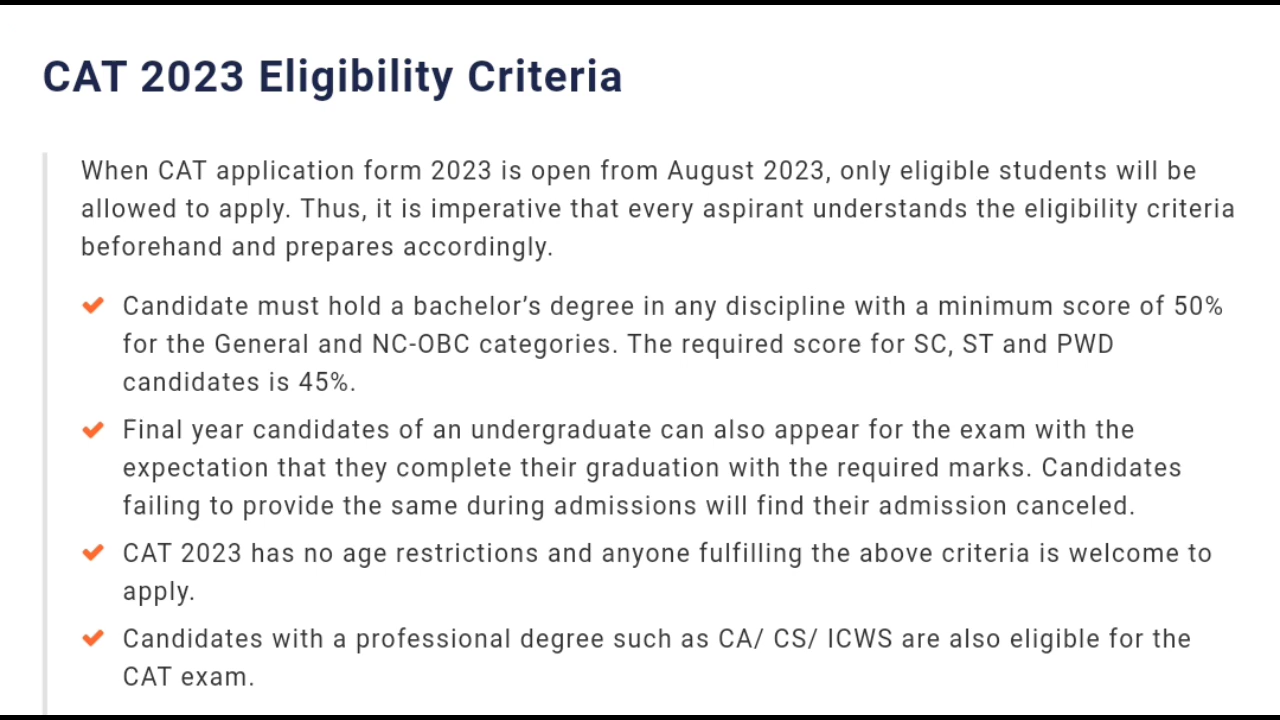 CAT 2023 Eligibility Criteria
When CAT application form 2023 is open from August 2023, only eligible students will be
allowed to apply. Thus, it is imperative that every aspirant understands the eligibility criteria
beforehand and prepares accordingly.
Candidate must hold a bachelor’s degree in any discipline with a minimum score of 50%
for the General and NC-OBC categories. The required score for SC, ST and PWD
candidates is 45%.
Final year candidates of an undergraduate can also appear for the exam with the
expectation that they complete their graduation with the required marks. Candidates
failing to provide the same during admissions will find their admission canceled.
CAT 2023 has no age restrictions and anyone fulfilling the above criteria is welcome to
apply.
Candidates with a professional degree such as CA/ CS/ ICWS are also eligible for the
CAT exam.